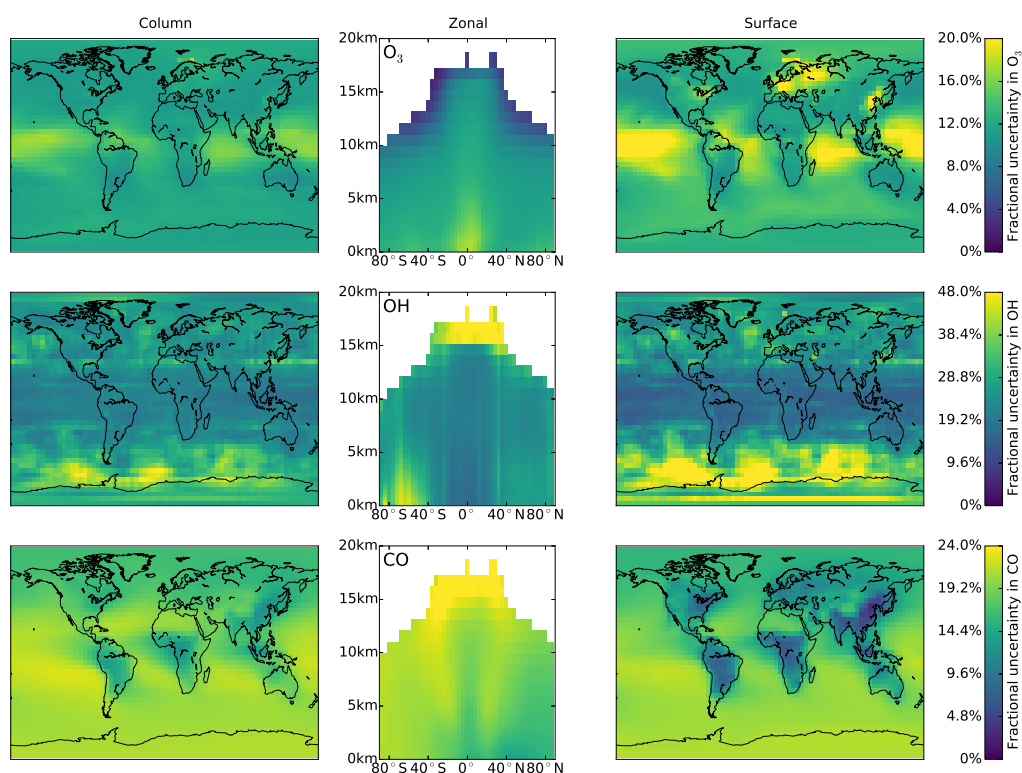 Column Zonal Surface
20km
O₃
15km
10km
5km
0km
80°S 40°S 0° 40°N 80°N
20.0%
16.0%
12.0%
8.0%
4.0%
0%
Fractional uncertainty in O₃
20km
OH
15km
10km
5km
0km
80°S 40°S 0° 40°N 80°N
48.0%
38.4%
28.8%
19.2%
9.6%
0%
Fractional uncertainty in OH
20km
CO
15km
10km
5km
0km
80°S 40°S 0° 40°N 80°N
24.0%
19.2%
14.4%
9.6%
4.8%
0%
Fractional uncertainty in CO